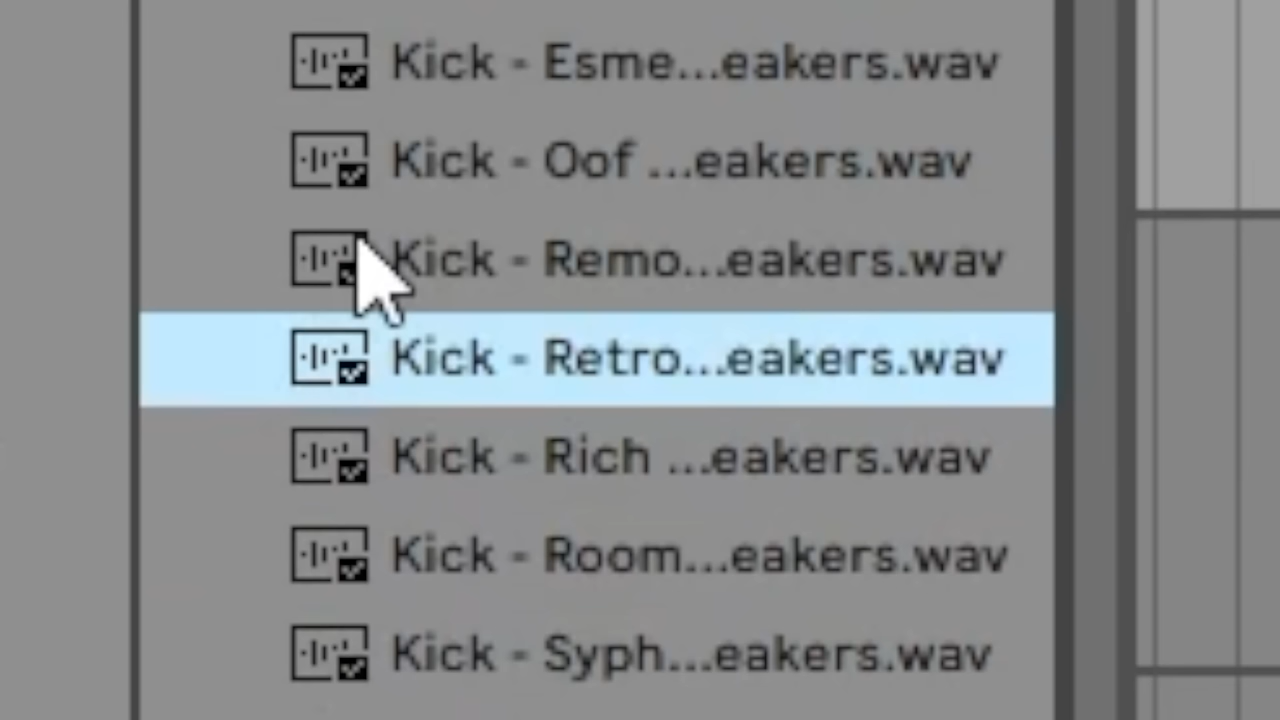 Kick - Esme...eakers.wav
Kick - Oof ...eakers.wav
Kick - Remo...eakers.wav
Kick - Retro...eakers.wav
Kick - Rich ...eakers.wav
Kick - Room...eakers.wav
Kick - Syph...eakers.wav